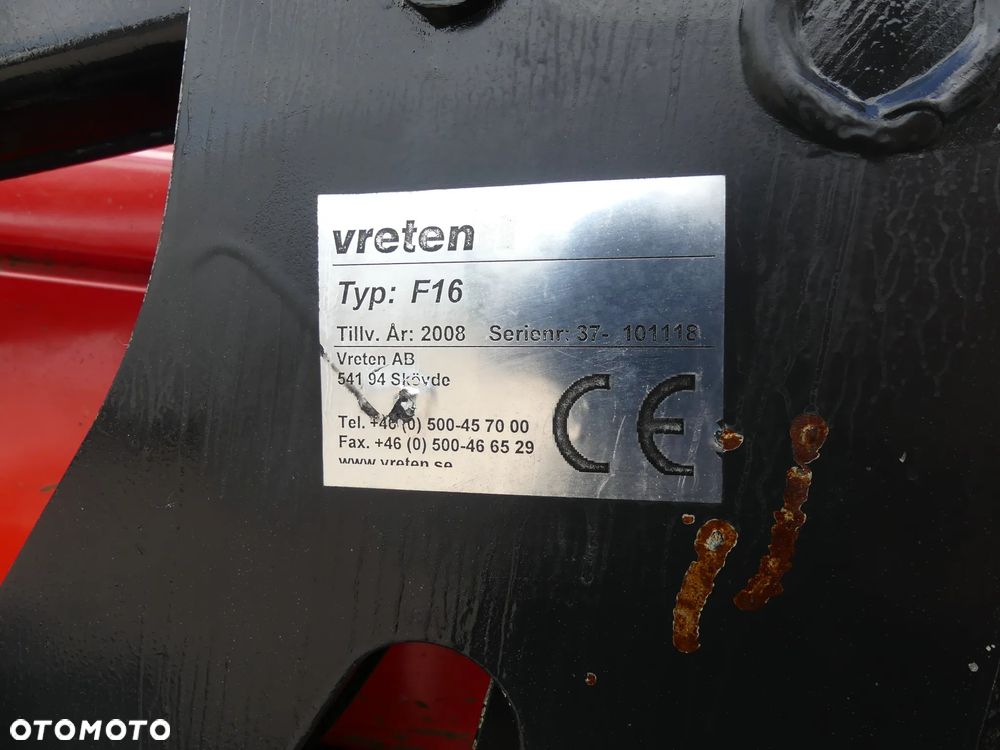 vreten
Typ: F16
Tillv. År: 2008 Serienr: 37- 101118
Vreten AB
541 94 Skövde
Tel. +46 (0) 500-45 70 00
Fax. +46 (0) 500-46 65 29
www.vreten.se
CE
OTOMOTO